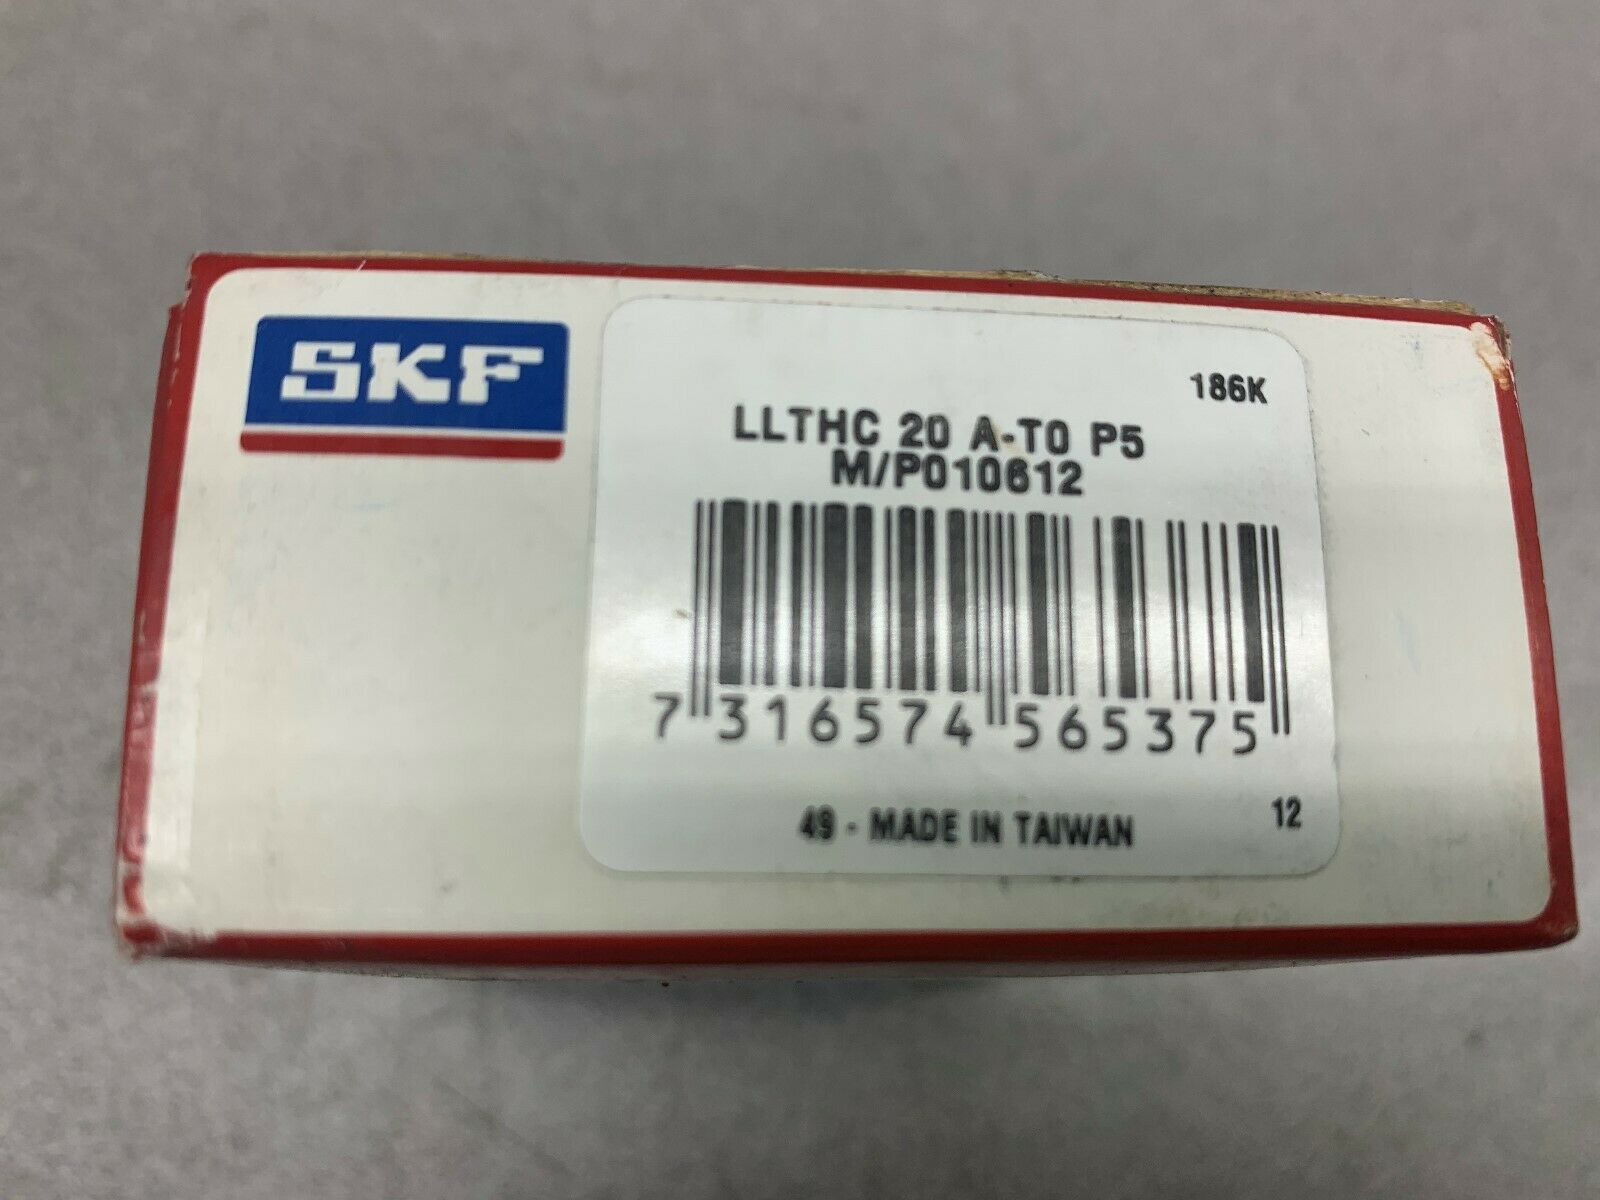 SKF
186K
LLTHC 20 A-T0 P5
M/P010612
7 316574 565375
49 - MADE IN TAIWAN
12